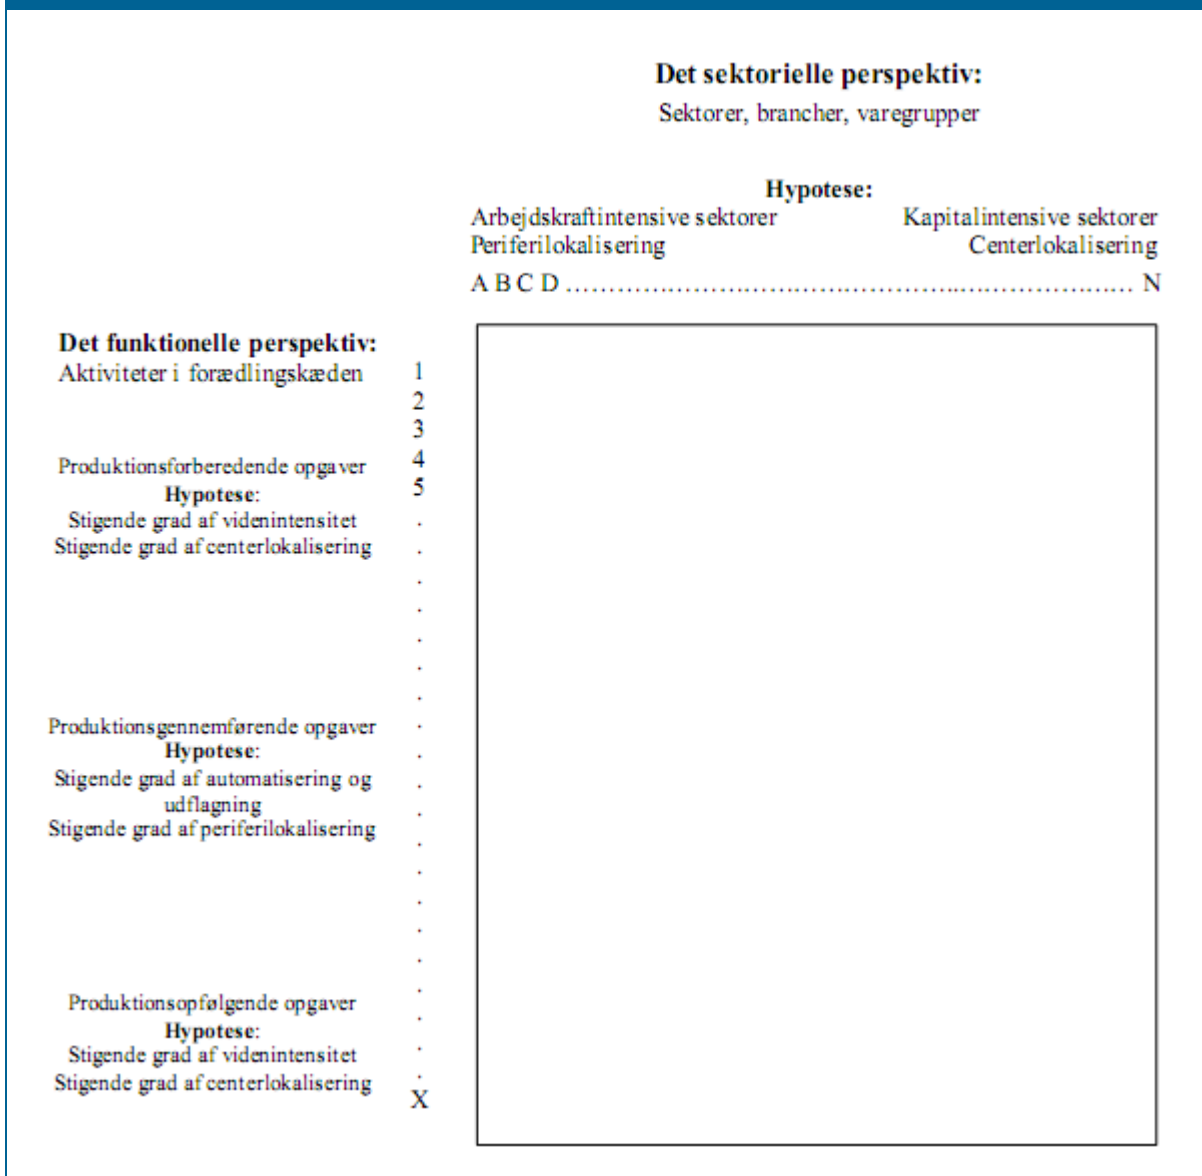 Det sektorielle perspektiv:
Sektorer, brancher, varegrupper
Hypotese:
Arbejdskraftintensive sektorer Kapitalintensive sektorer
Periferilokalisering Centerlokalisering
A B C D ................................................................ N
Det funktionelle perspektiv:
Aktiviteter i forædlingskæden 1
2
3
Produktionsforberedende opgaver 4
Hypotese: 5
Stigende grad af videnintensitet .
Stigende grad af centerlokalisering .
.
.
.
.
.
Produktionsgennemførende opgaver .
Hypotese: .
Stigende grad af automatisering og .
udflagning .
Stigende grad af periferilokalisering .
.
.
.
.
Produktionsopfølgende opgaver .
Hypotese: .
Stigende grad af videnintensitet .
Stigende grad af centerlokalisering .
X